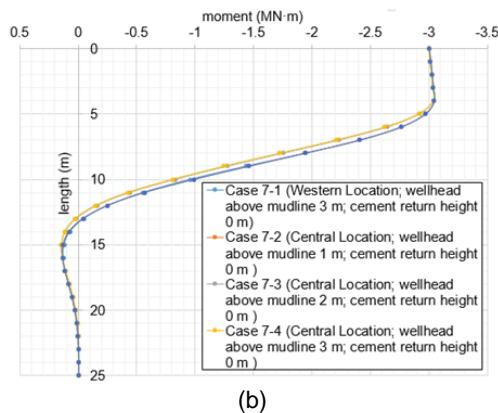 moment (MN·m)
0.5 0 -0.5 -1 -1.5 -2 -2.5 -3 -3.5
0
5
10
15
20
25
length (m)
Case 7-1 (Western Location; wellhead
above mudline 3 m; cement return height
0 m)
Case 7-2 (Central Location; wellhead
above mudline 1 m; cement return height
0 m )
Case 7-3 (Central Location; wellhead
above mudline 2 m; cement return height
0 m )
Case 7-4 (Central Location; wellhead
above mudline 3 m; cement return height
0 m )
(b)